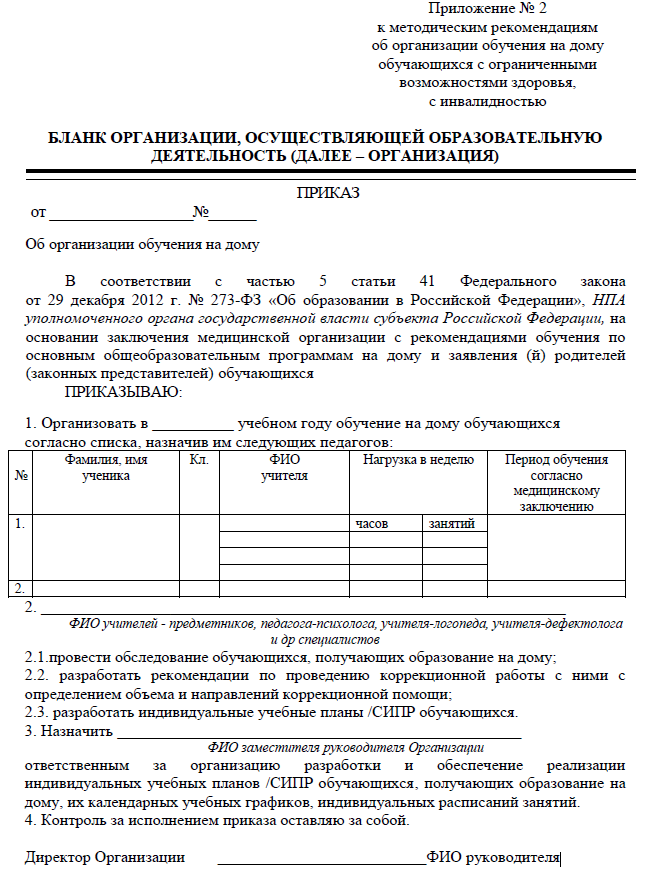 Приложение № 2
к методическим рекомендациям
об организации обучения на дому
обучающихся с ограниченными
возможностями здоровья,
с инвалидностью
БЛАНК ОРГАНИЗАЦИИ, ОСУЩЕСТВЛЯЮЩЕЙ ОБРАЗОВАТЕЛЬНУЮ
ДЕЯТЕЛЬНОСТЬ (ДАЛЕЕ – ОРГАНИЗАЦИЯ)
ПРИКАЗ
от __________________№______
Об организации обучения на дому
В соответствии с частью 5 статьи 41 Федерального закона
от 29 декабря 2012 г. № 273-ФЗ «Об образовании в Российской Федерации», НПА
уполномоченного органа государственной власти субъекта Российской Федерации, на
основании заключения медицинской организации с рекомендациями обучения по
основным общеобразовательным программам на дому и заявления (й) родителей
(законных представителей) обучающихся
ПРИКАЗЫВАЮ:
1. Организовать в __________ учебном году обучение на дому обучающихся
согласно списка, назначив им следующих педагогов:
№ Фамилия, имя ученика Кл. ФИО учителя Нагрузка в неделю Период обучения согласно медицинскому заключению
1. часов занятий
2.
2. __________________________________________________________________
ФИО учителей - предметников, педагога-психолога, учителя-логопеда, учителя-дефектолога
и др специалистов
2.1.провести обследование обучающихся, получающих образование на дому;
2.2. разработать рекомендации по проведению коррекционной работы с ними с
определением объема и направлений коррекционной помощи;
2.3. разработать индивидуальные учебные планы /СИПР обучающихся.
3. Назначить ___________________________________________________
ФИО заместителя руководителя Организации
ответственным за организацию разработки и обеспечение реализации
индивидуальных учебных планов /СИПР обучающихся, получающих образование на
дому, их календарных учебных графиков, индивидуальных расписаний занятий.
4. Контроль за исполнением приказа оставляю за собой.
Директор Организации __________________________ФИО руководителя